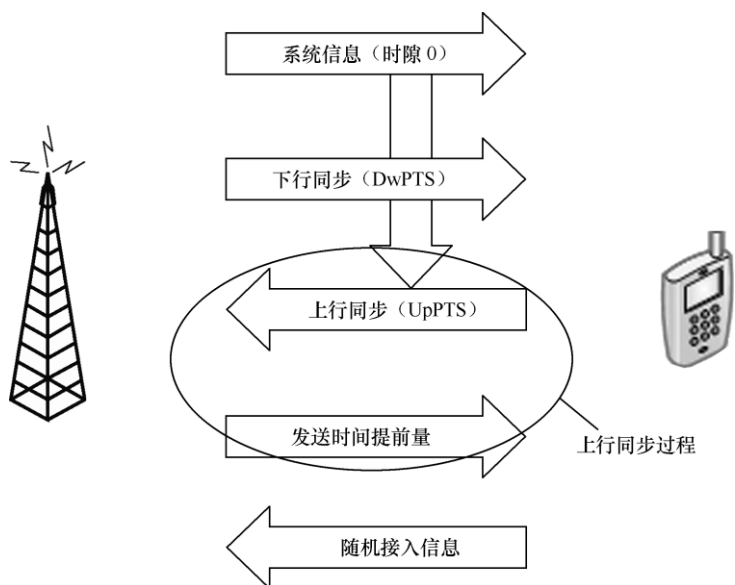 系统信息（时隙 0）
下行同步（DwPTS）
上行同步（UpPTS）
发送时间提前量
上行同步过程
随机接入信息